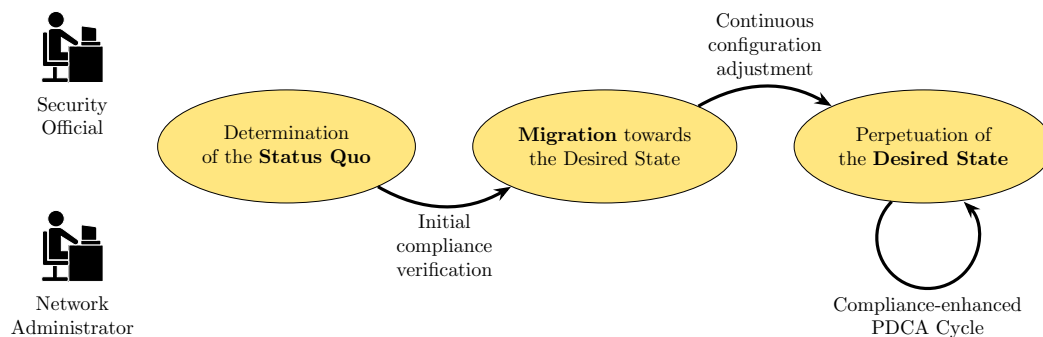 Security
Official
Determination
of the Status Quo
Initial
compliance
verification
Migration towards
the Desired State
Continuous
configuration
adjustment
Perpetuation of
the Desired State
Compliance-enhanced
PDCA Cycle
Network
Administrator